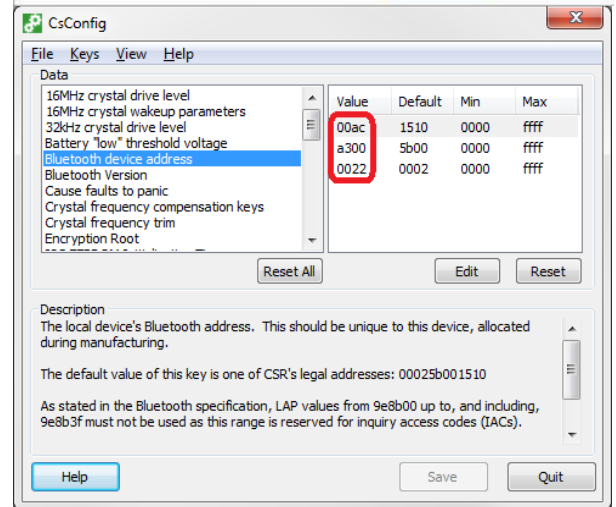 CsConfig
File Keys View Help
Data
16MHz crystal drive level
16MHz crystal wakeup parameters
32kHz crystal drive level
Battery "low" threshold voltage
Bluetooth device address
Bluetooth Version
Cause faults to panic
Crystal frequency compensation keys
Crystal frequency trim
Encryption Root
Value Default Min Max
00ac 1510 0000 ffff
a300 5b00 0000 ffff
0022 0002 0000 ffff
Reset All Edit Reset
Description
The local device's Bluetooth address. This should be unique to this device, allocated
during manufacturing.
The default value of this key is one of CSR's legal addresses: 00025b001510
As stated in the Bluetooth specification, LAP values from 9e8b00 up to, and including,
9e8b3f must not be used as this range is reserved for inquiry access codes (IACs).
Help Save Quit